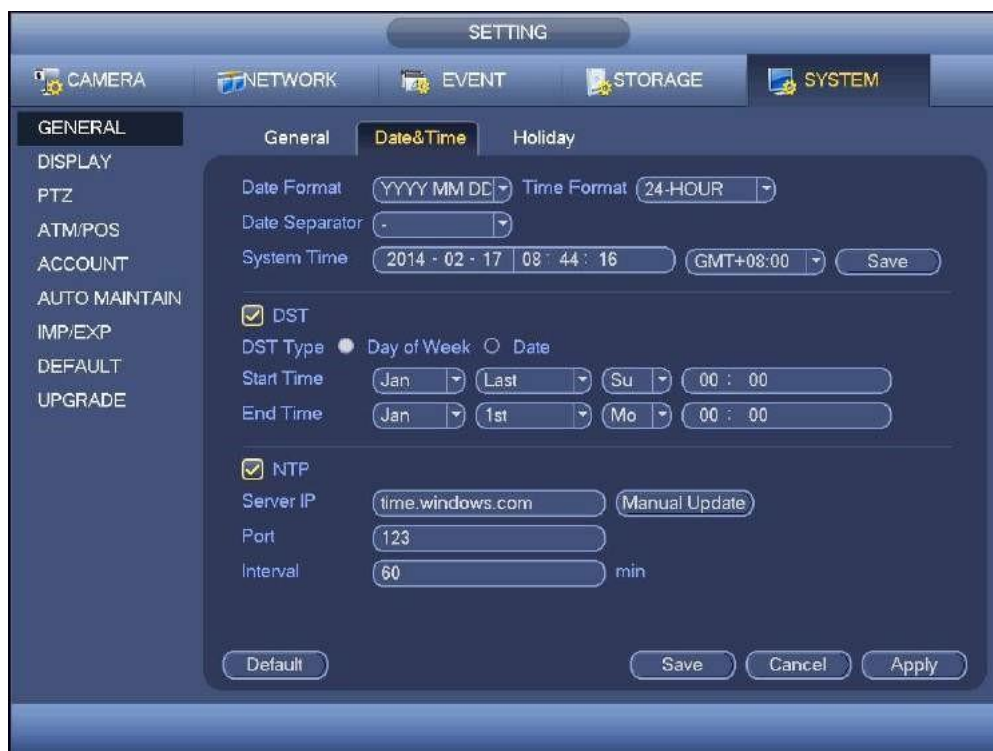 SETTING
CAMERA NETWORK EVENT STORAGE SYSTEM
GENERAL
DISPLAY
PTZ
ATM/POS
ACCOUNT
AUTO MAINTAIN
IMP/EXP
DEFAULT
UPGRADE
General Date&Time Holiday
Date Format YYYY MM DD Time Format 24-HOUR
Date Separator -
System Time 2014 - 02 - 17 08 : 44 : 16 GMT+08:00 Save
DST
DST Type Day of Week Date
Start Time Jan Last Su 00 : 00
End Time Jan 1st Mo 00 : 00
NTP
Server IP time.windows.com Manual Update
Port 123
Interval 60 min
Default Save Cancel Apply